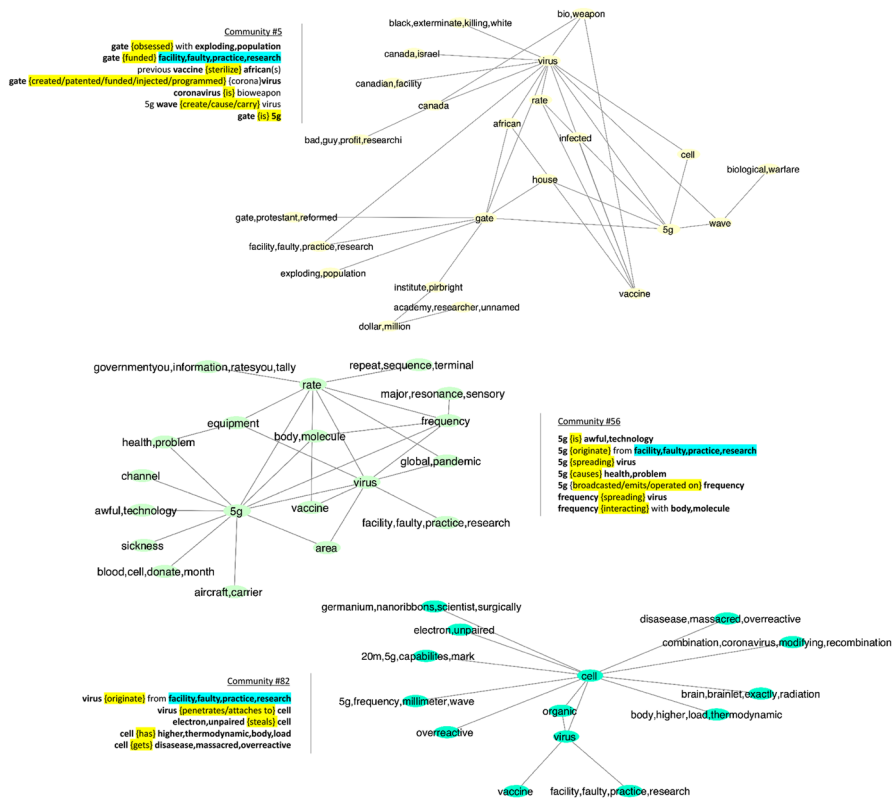 Community #5
gate {obsessed} with exploding,population
gate {funded} facility,faulty,practice,research
previous vaccine {sterilize} african(s)
gate {created/patented/funded/injected/programmed} {corona}virus
coronavirus {is} bioweapon
5g wave {create/cause/carry} virus
gate {is} 5g
bio,weapon
black,exterminate,killing,white
canada,israel
virus
canadian,facility
rate
canada
african
infected
bad,guy,profit,researchi
cell
biological,warfare
house
gate,protestant,reformed
gate
wave
5g
facility,faulty,practice,research
exploding,population
institute,pirbright
vaccine
academy,researcher,unnamed
dollar,million
governmentyou,information,ratesyou,tally
repeat,sequence,terminal
rate
major,resonance,sensory
equipment
frequency
body,molecule
health,problem
global,pandemic
channel
virus
awful,technology
5g
vaccine
facility,faulty,practice,research
sickness
area
blood,cell,donate,month
aircraft,carrier
Community #56
5g {is} awful,technology
5g {originate} from facility,faulty,practice,research
5g {spreading} virus
5g {causes} health,problem
5g {broadcasted/emits/operated on} frequency
frequency {spreading} virus
frequency {interacting} with body,molecule
Community #82
virus {originate} from facility,faulty,practice,research
virus {penetrates/attaches to} cell
electron,unpaired {steals} cell
cell {has} higher,thermodynamic,body,load
cell {gets} disasease,massacred,overreactive
germanium,nanoribbons,scientist,surgically
disasease,massacred,overreactive
electron,unpaired
combination,coronavirus,modifying,recombination
20m,5g,capabilites,mark
cell
brain,brainlet,exactly,radiation
5g,frequency,millimeter,wave
organic
body,higher,load,thermodynamic
overreactive
virus
vaccine
facility,faulty,practice,research